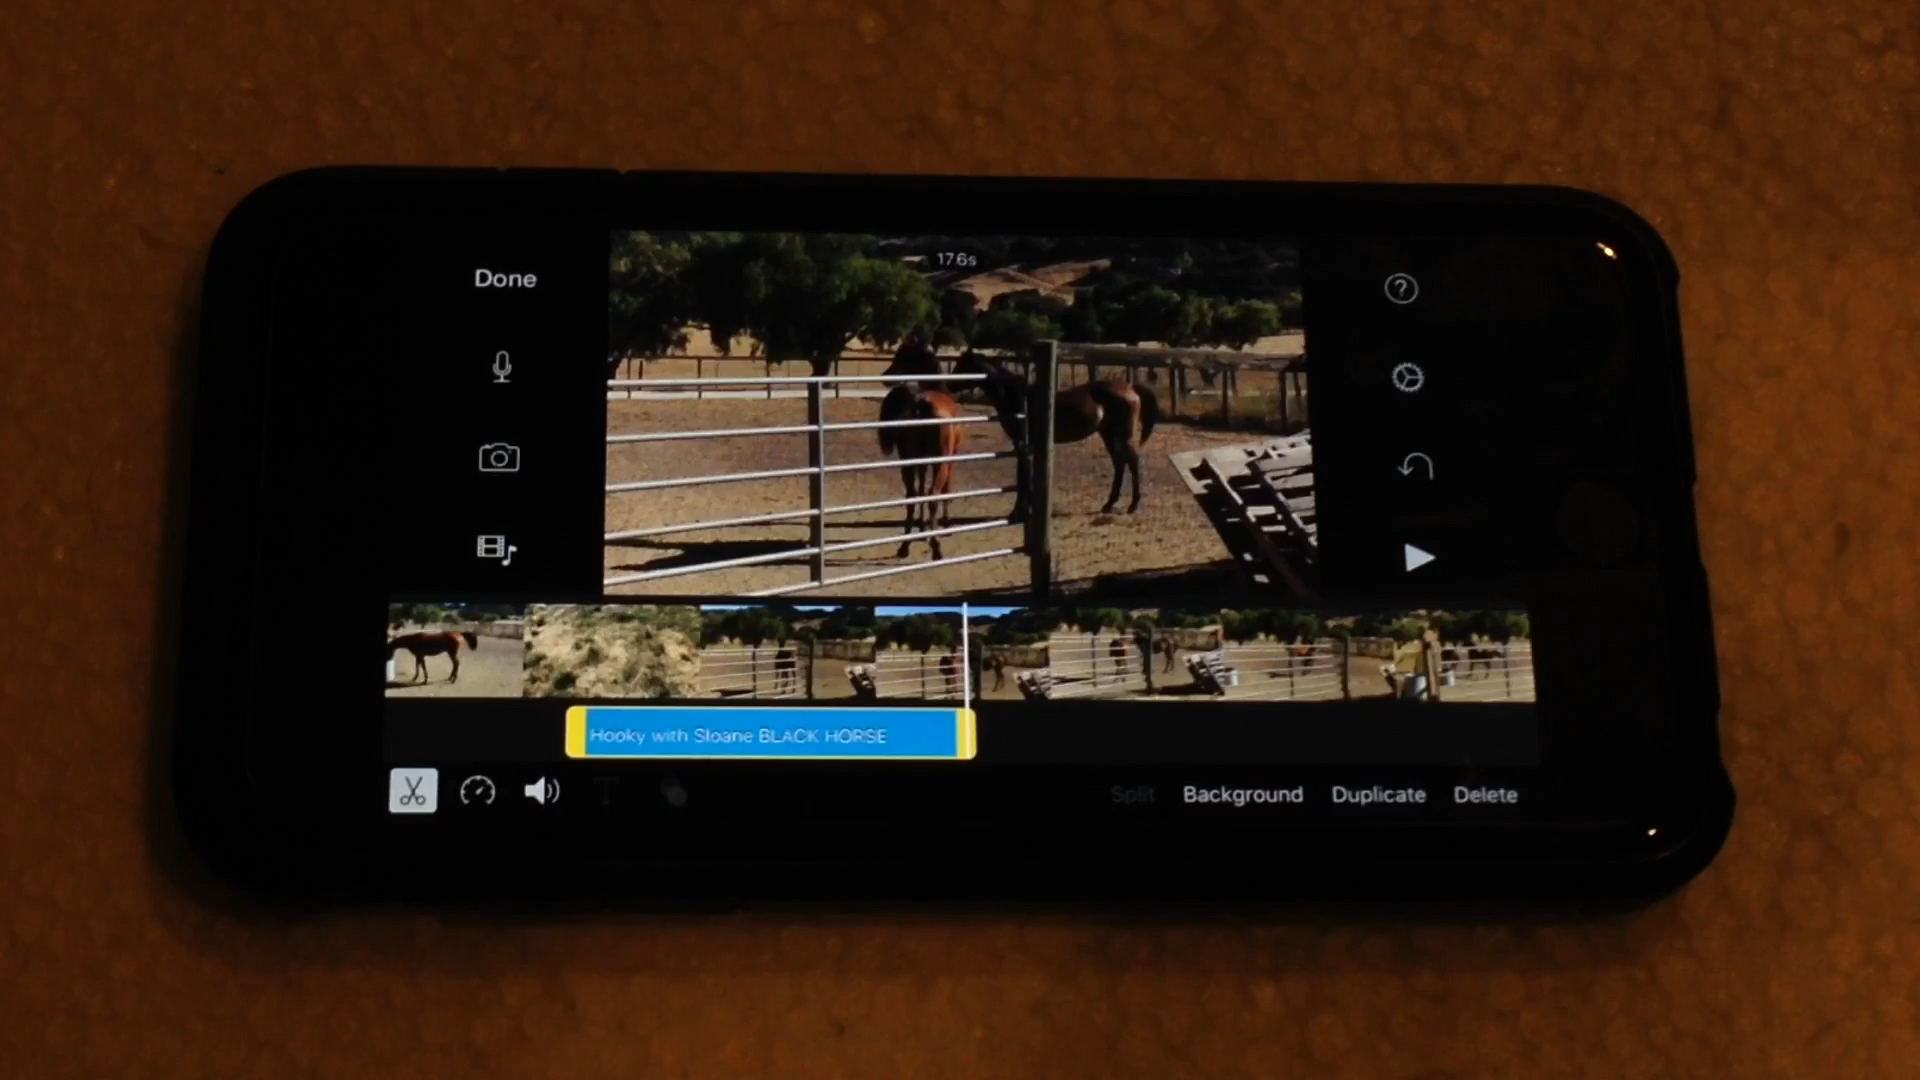 Done
17.6s
?
Hooky with Sloane BLACK HORSE
T
Split
Background
Duplicate
Delete